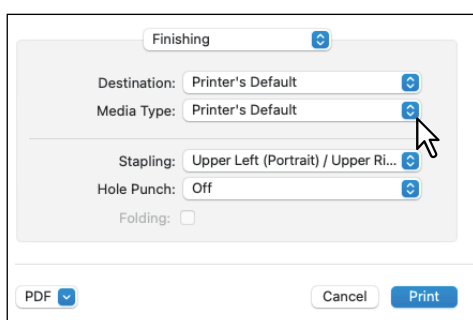 Finishing
Destination: Printer's Default
Media Type: Printer's Default
Stapling: Upper Left (Portrait) / Upper Ri...
Hole Punch: Off
Folding:
PDF Cancel Print